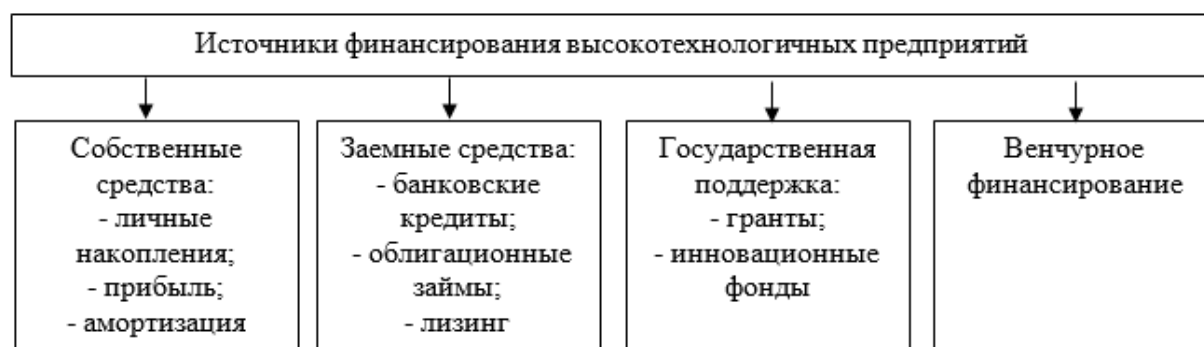 Источники финансирования высокотехнологичных предприятий
Собственные
средства:
- личные
накопления;
- прибыль;
- амортизация
Заемные средства:
- банковские
кредиты;
- облигационные
займы;
- лизинг
Государственная
поддержка:
- гранты;
- инновационные
фонды
Венчурное
финансирование